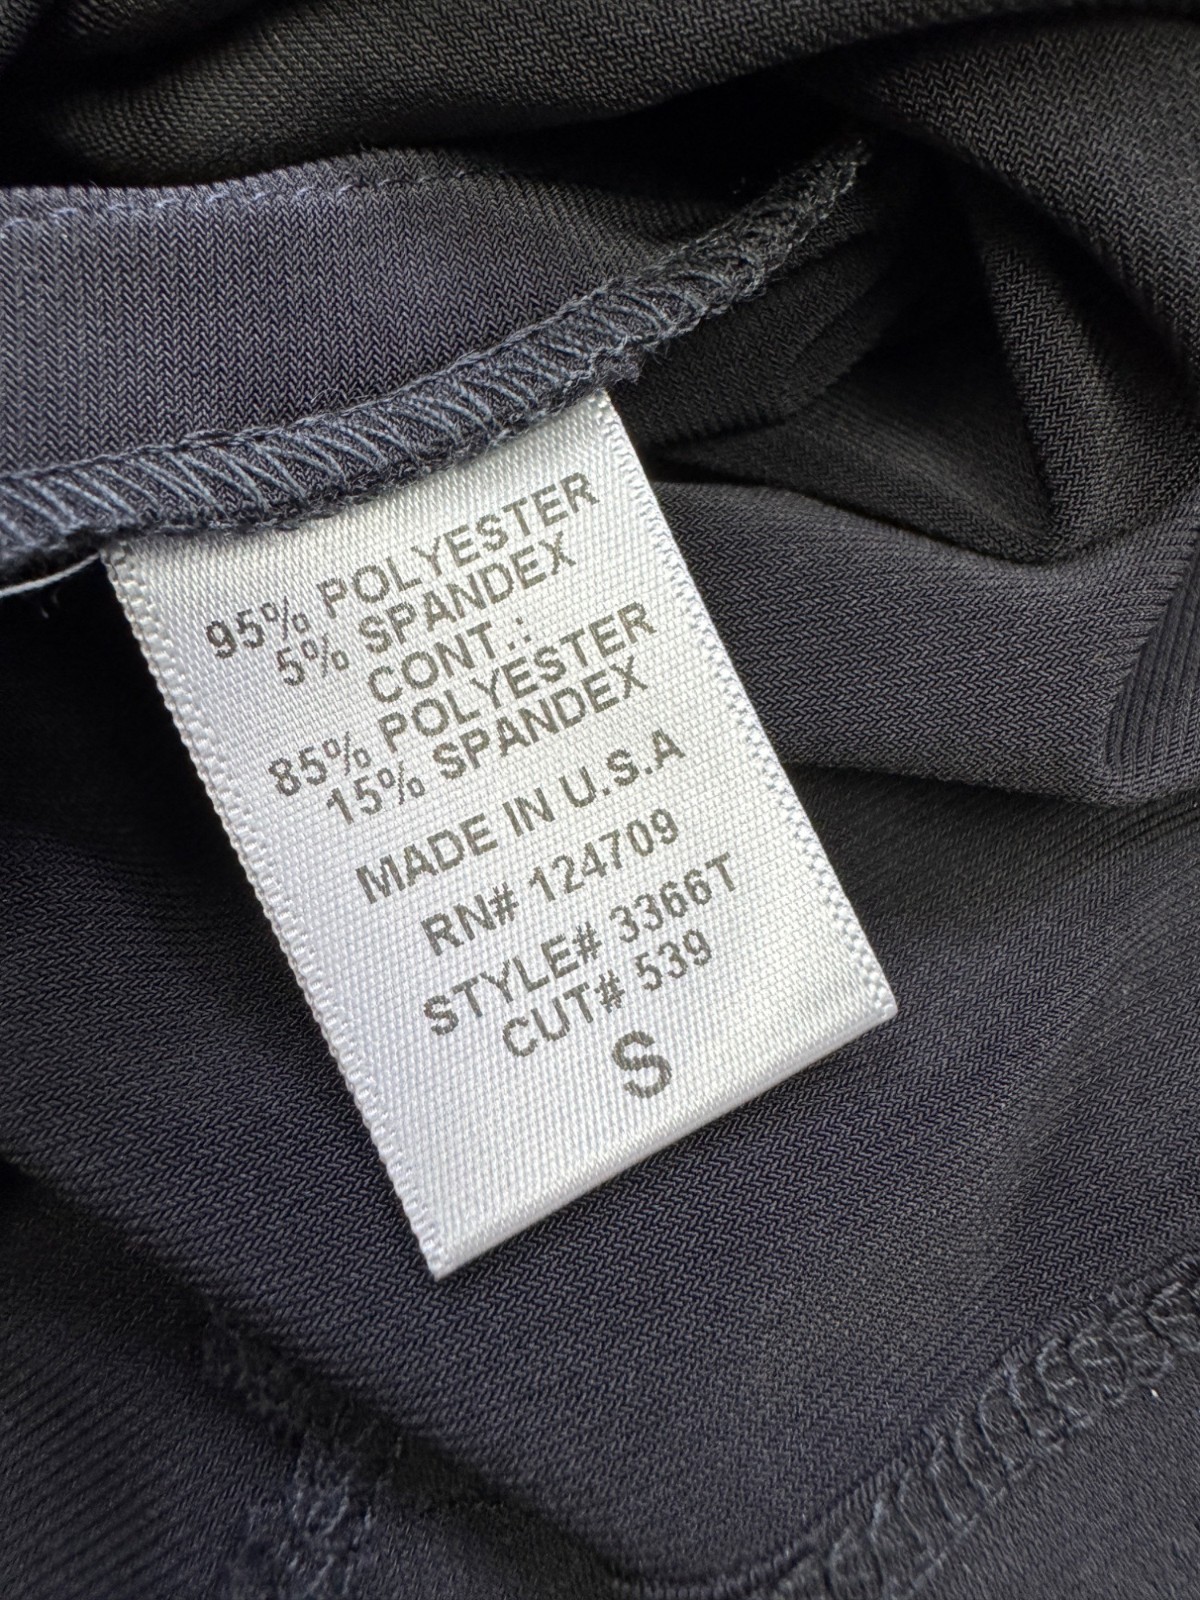 95% POLYESTER
5% SPANDEX
CONT.:
85% POLYESTER
15% SPANDEX
MADE IN U.S.A
RN# 124709
STYLE# 3366T
CUT# 539
S